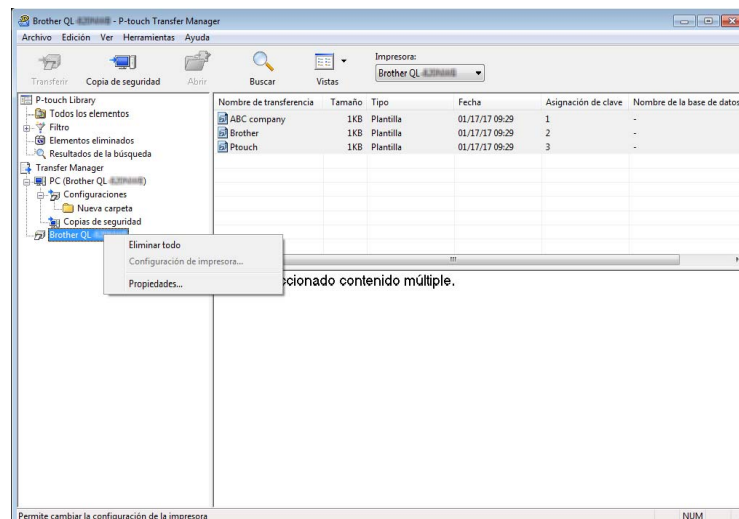 Brother QL - P-touch Transfer Manager
Archivo Edición Ver Herramientas Ayuda
Transferir Copia de seguridad Abrir Buscar Vistas
Impresora:
Brother QL
P-touch Library
Todos los elementos
Filtro
Elementos eliminados
Resultados de la búsqueda
Transfer Manager
PC (Brother QL )
Configuraciones
Nueva carpeta
Copias de seguridad
Brother QL
Eliminar todo
Configuración de impresora...
Propiedades...
Nombre de transferencia Tamaño Tipo Fecha Asignación de clave Nombre de la base de datos
ABC company 1KB Plantilla 01/17/17 09:29 1 -
Brother 1KB Plantilla 01/17/17 09:29 2 -
Ptouch 1KB Plantilla 01/17/17 09:29 3 -
contenido múltiple.
Permite cambiar la configuración de la impresora
NUM